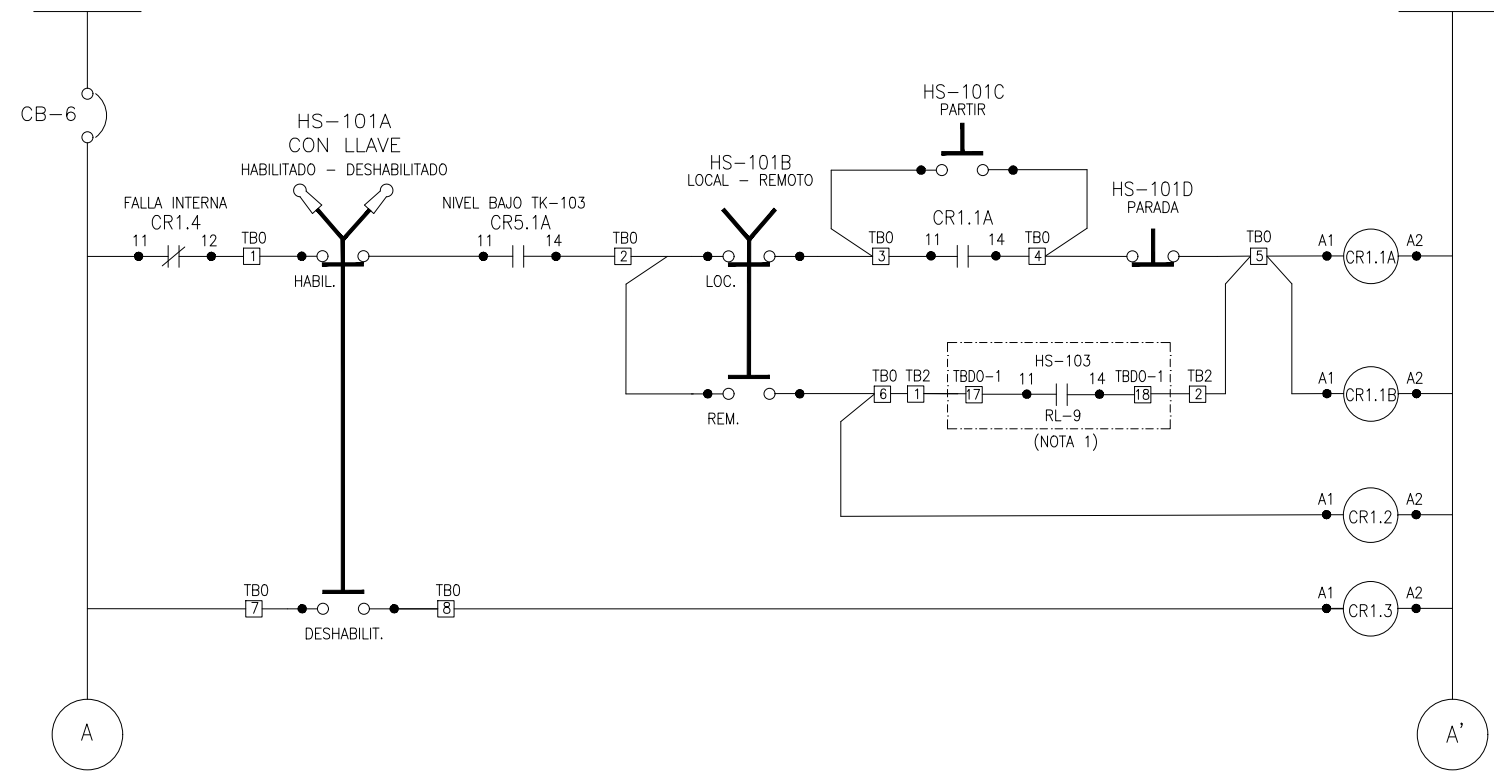 CB-6
HS-101A
CON LLAVE
HABILITADO - DESHABILITADO
FALLA INTERNA
CR1.4
11
12
TB0
1
HABIL.
NIVEL BAJO TK-103
CR5.1A
11
14
TB0
2
HS-101B
LOCAL - REMOTO
LOC.
HS-101C
PARTIR
TB0
3
CR1.1A
11
14
TB0
4
HS-101D
PARADA
TB0
5
A1
CR1.1A
A2
REM.
TB0
6
TB2
1
TBDO-1
17
HS-103
11
14
RL-9
TBDO-1
18
(NOTA 1)
TB2
2
A1
CR1.1B
A2
A1
CR1.2
A2
TB0
7
TB0
8
DESHABILIT.
A1
CR1.3
A2
A
A'